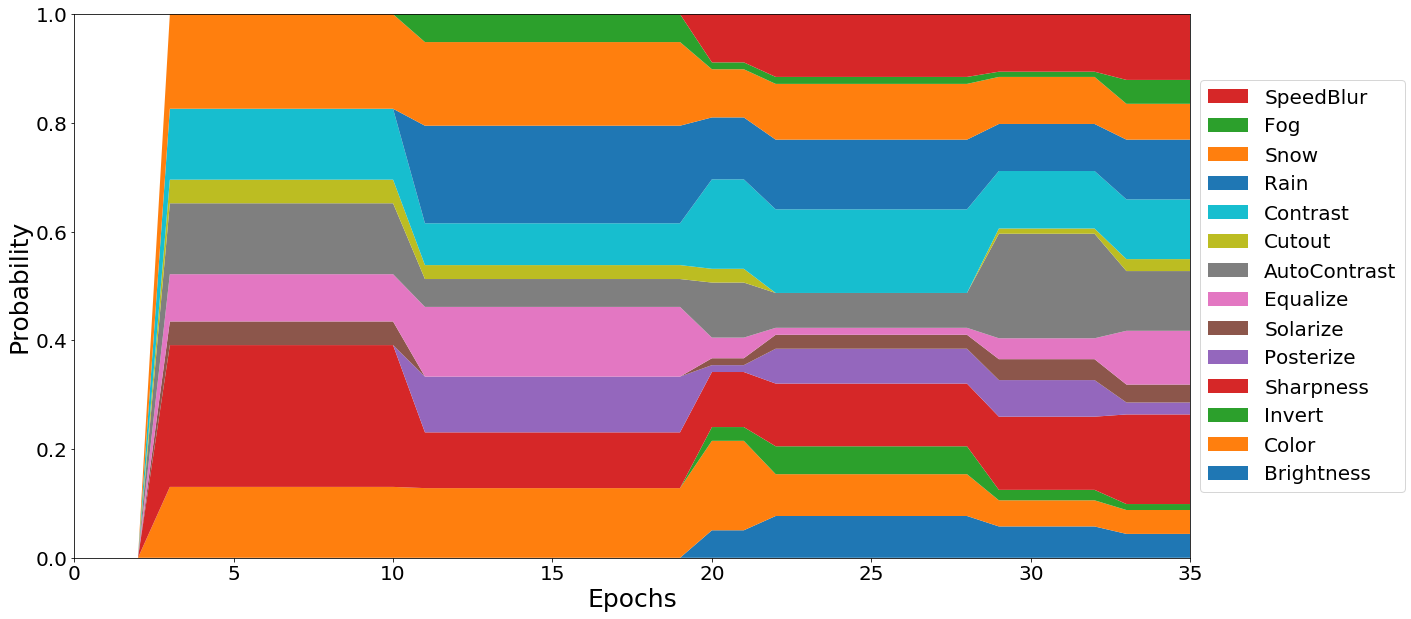 1.0
0.8
0.6
0.4
0.2
0.0
Probability
0
5
10
15
20
25
30
35
Epochs
SpeedBlur
Fog
Snow
Rain
Contrast
Cutout
AutoContrast
Equalize
Solarize
Posterize
Sharpness
Invert
Color
Brightness